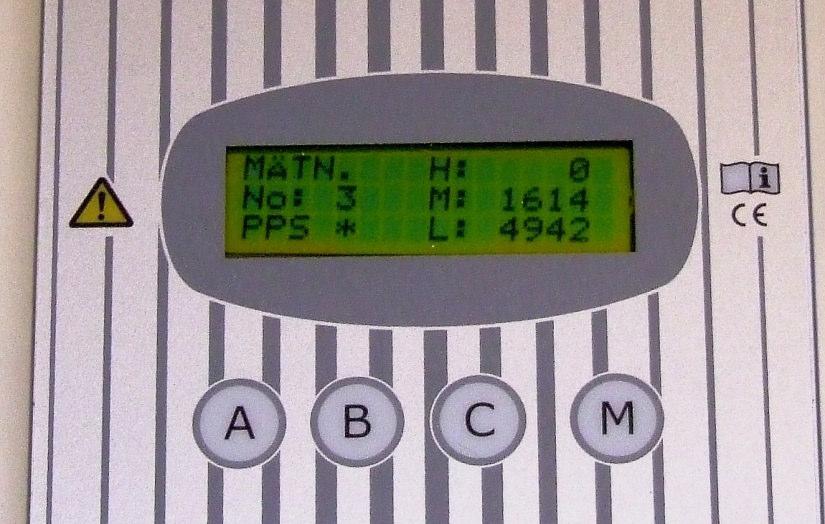 MÄTN. H: 0
No: 3 M: 1614
PPS * L: 4942
! i
CE
A B C M